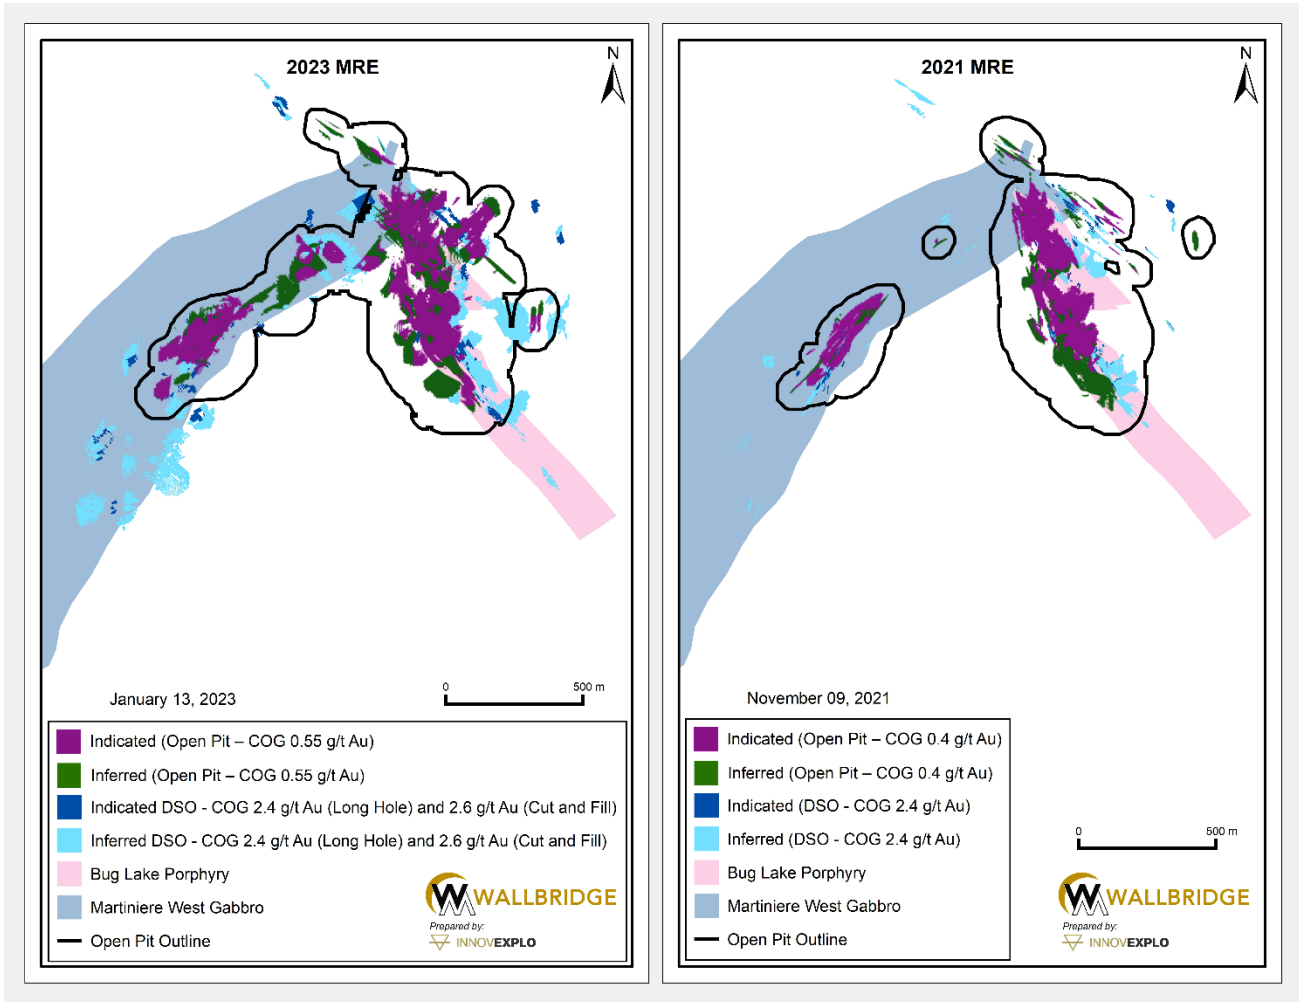 2023 MRE
N
January 13, 2023
0 500 m
Indicated (Open Pit – COG 0.55 g/t Au)
Inferred (Open Pit – COG 0.55 g/t Au)
Indicated DSO - COG 2.4 g/t Au (Long Hole) and 2.6 g/t Au (Cut and Fill)
Inferred DSO - COG 2.4 g/t Au (Long Hole) and 2.6 g/t Au (Cut and Fill)
Bug Lake Porphyry
Martiniere West Gabbro
Open Pit Outline
WALLBRIDGE
Prepared by:
INNOVEXPLO
2021 MRE
N
November 09, 2021
Indicated (Open Pit – COG 0.4 g/t Au)
Inferred (Open Pit – COG 0.4 g/t Au)
Indicated (DSO - COG 2.4 g/t Au)
Inferred (DSO - COG 2.4 g/t Au)
Bug Lake Porphyry
Martiniere West Gabbro
Open Pit Outline
0 500 m
WALLBRIDGE
Prepared by:
INNOVEXPLO